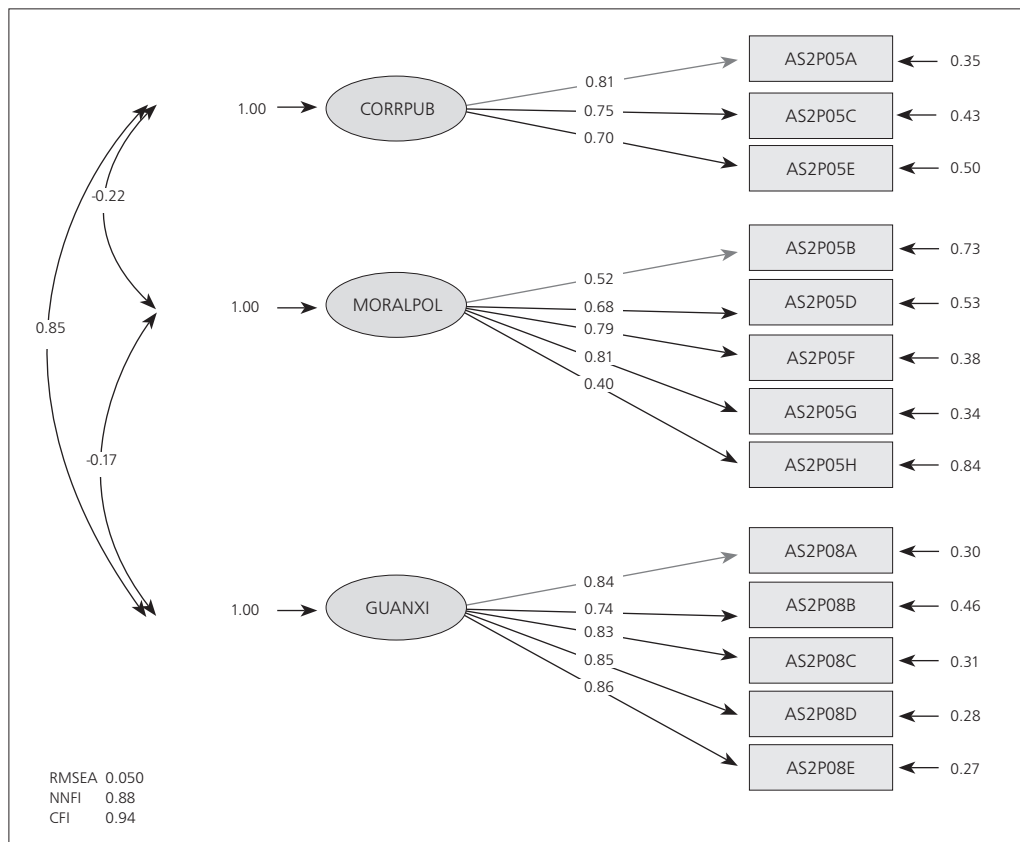 1.00
CORRPUB
0.81
0.75
0.70
AS2P05A
0.35
AS2P05C
0.43
AS2P05E
0.50
-0.22
1.00
MORALPOL
0.52
0.68
0.79
0.81
0.40
AS2P05B
0.73
AS2P05D
0.53
AS2P05F
0.38
AS2P05G
0.34
AS2P05H
0.84
0.85
-0.17
1.00
GUANXI
0.84
0.74
0.83
0.85
0.86
AS2P08A
0.30
AS2P08B
0.46
AS2P08C
0.31
AS2P08D
0.28
AS2P08E
0.27
RMSEA 0.050
NNFI 0.88
CFI 0.94